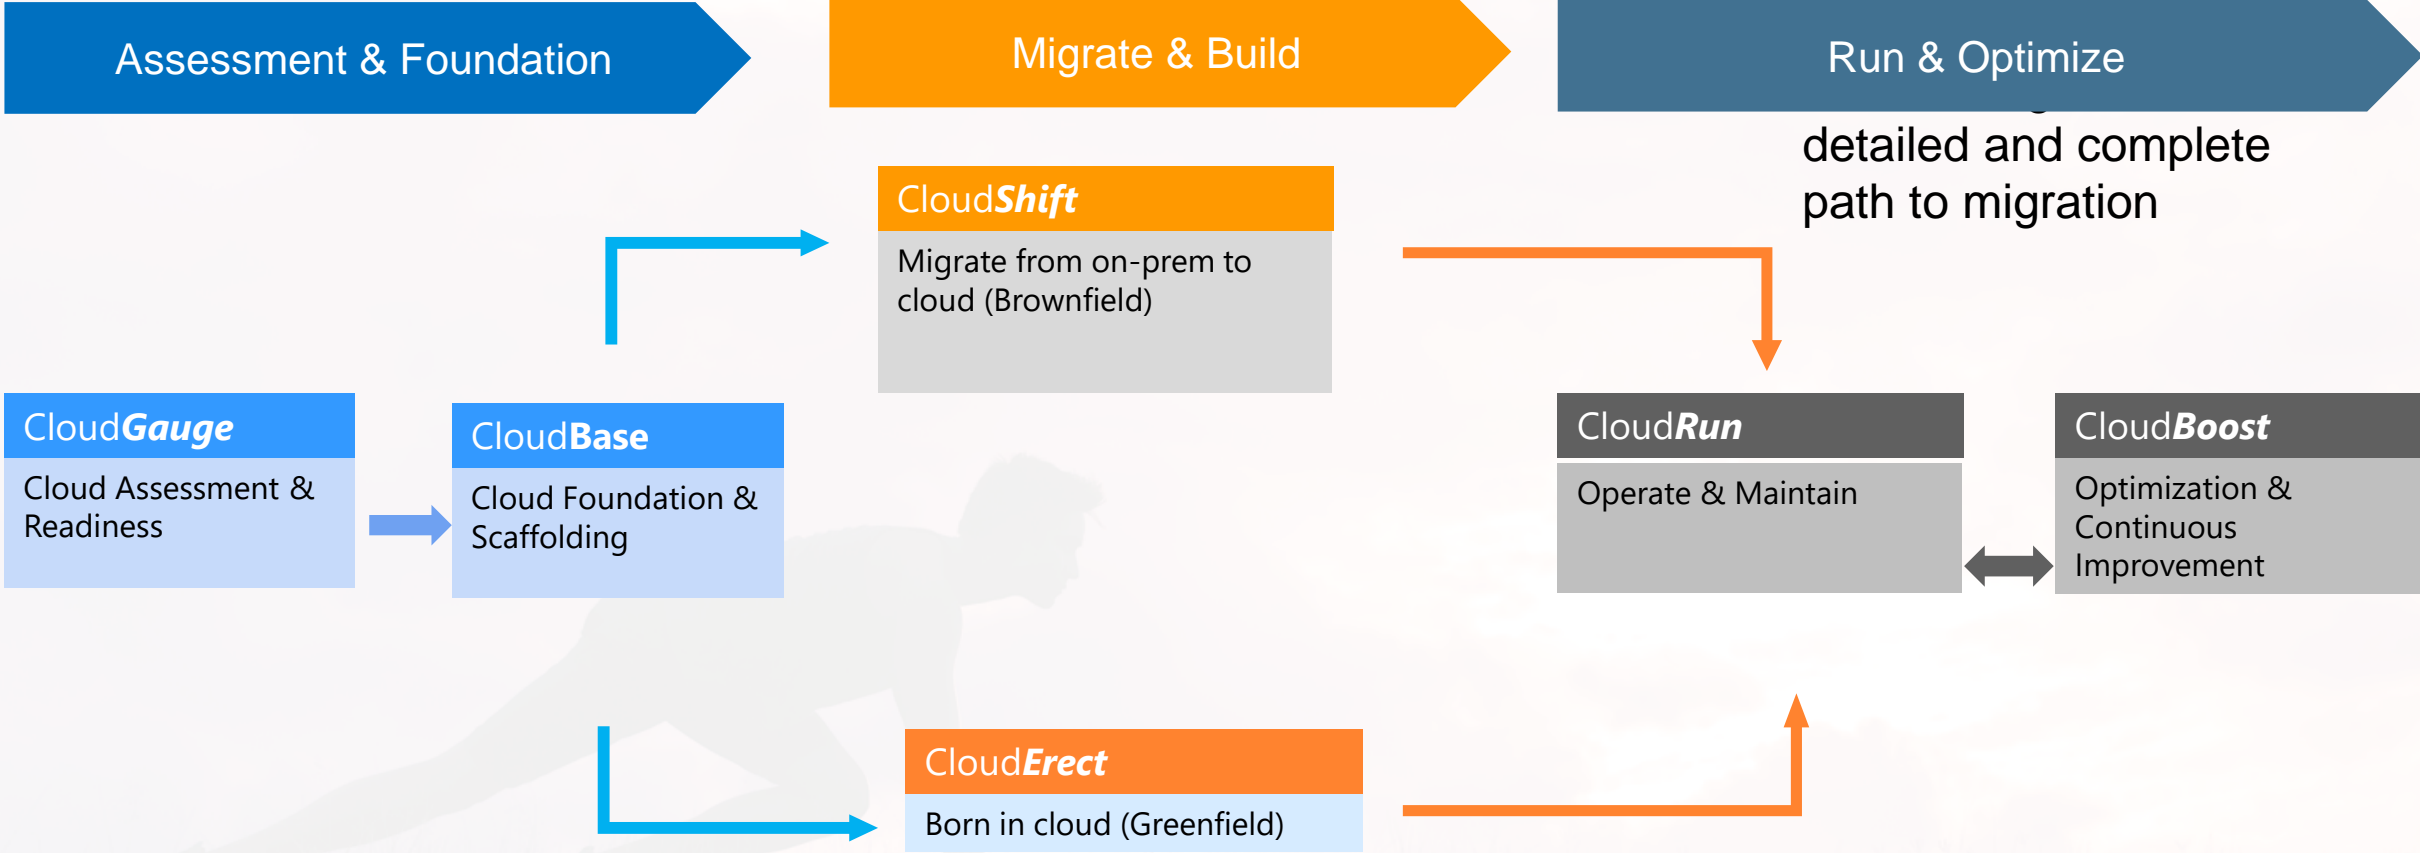 Assessment & Foundation
Migrate & Build
Run & Optimize
detailed and complete
path to migration
CloudShift
Migrate from on-prem to
cloud (Brownfield)
CloudGauge
Cloud Assessment &
Readiness
CloudBase
Cloud Foundation &
Scaffolding
CloudRun
Operate & Maintain
CloudBoost
Optimization &
Continuous
Improvement
CloudErect
Born in cloud (Greenfield)